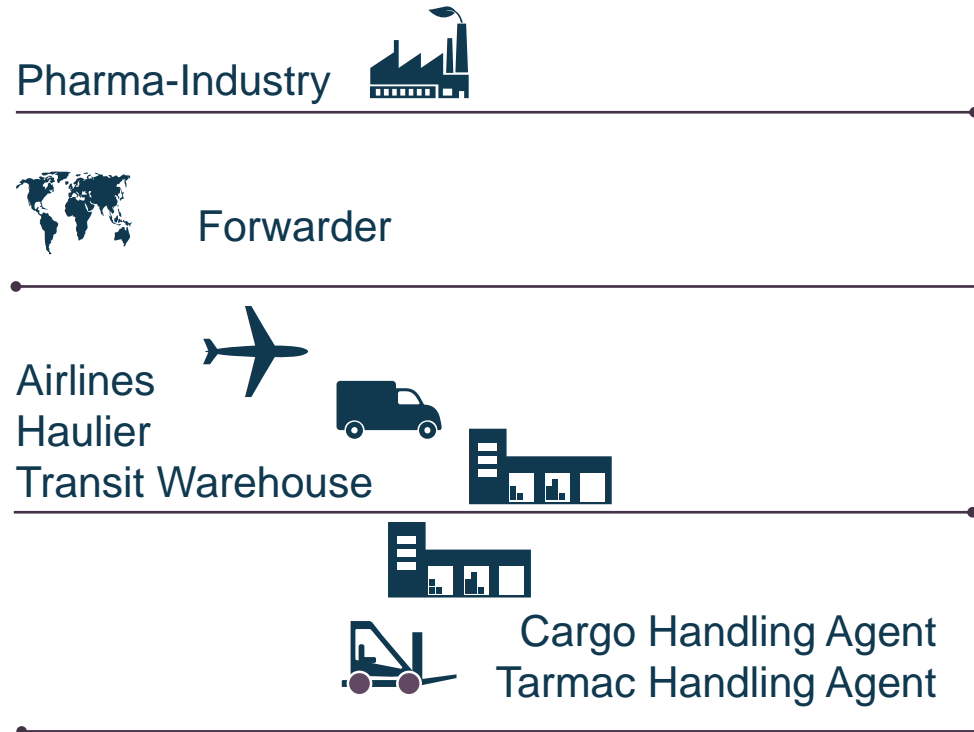 Pharma-Industry
Forwarder
Airlines
Haulier
Transit Warehouse
Cargo Handling Agent
Tarmac Handling Agent